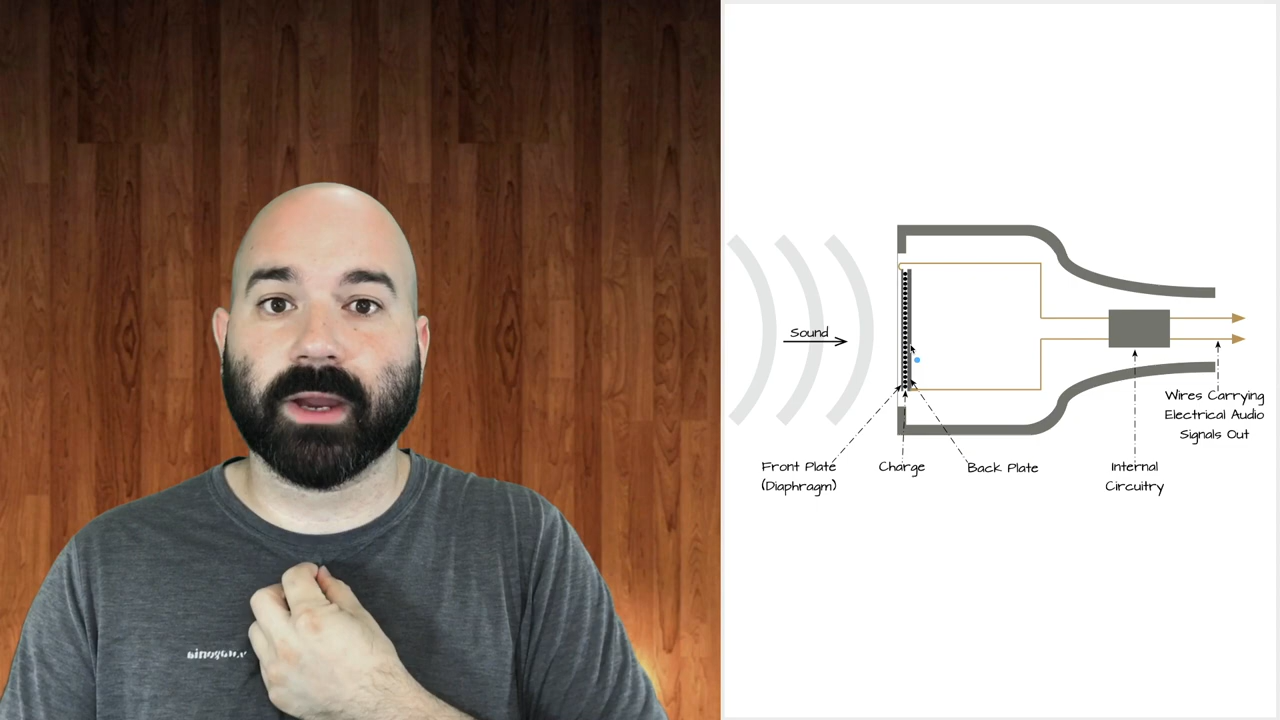 Sound
Front Plate
(Diaphragm)
Charge
Back Plate
Internal
Circuitry
Wires Carrying
Electrical Audio
Signals Out